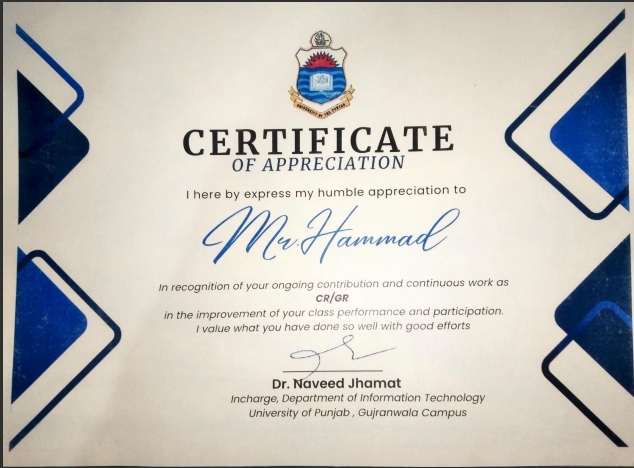 UNIVERSITY OF THE PUNJAB
CERTIFICATE
OF APPRECIATION
I here by express my humble appreciation to
Mr. Hammad
In recognition of your ongoing contribution and continuous work as
CR/GR
in the improvement of your class performance and participation.
I value what you have done so well with good efforts
Dr. Naveed Jhamat
Incharge, Department of Information Technology
University of Punjab , Gujranwala Campus